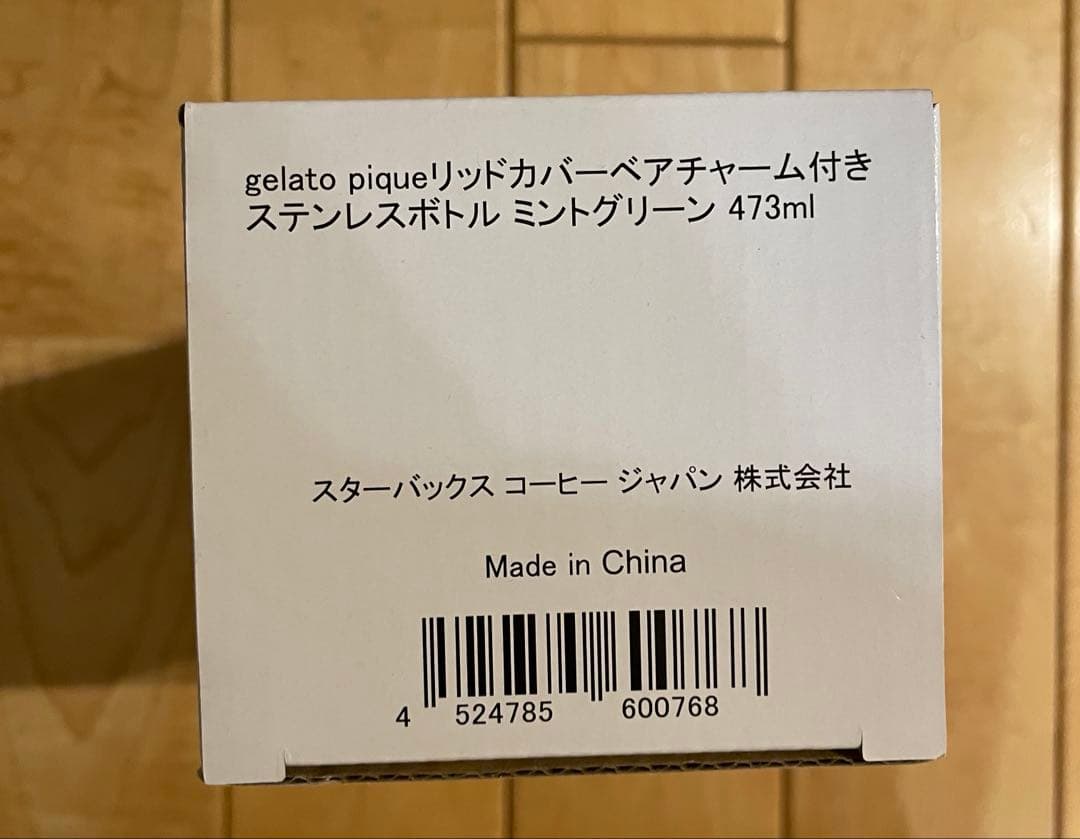 gelato piqueリッドカバーベアチャーム付き
ステンレスボトル ミントグリーン 473ml
スターバックス コーヒー ジャパン 株式会社
Made in China
4 524785 600768